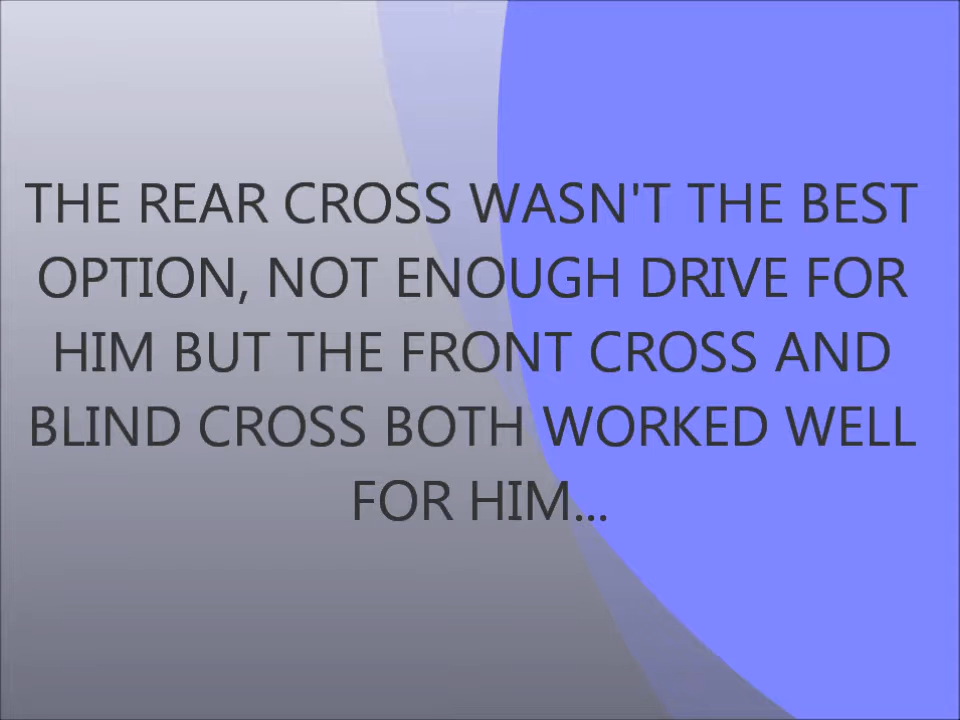 THE REAR CROSS WASN'T THE BEST
OPTION, NOT ENOUGH DRIVE FOR
HIM BUT THE FRONT CROSS AND
BLIND CROSS BOTH WORKED WELL
FOR HIM...